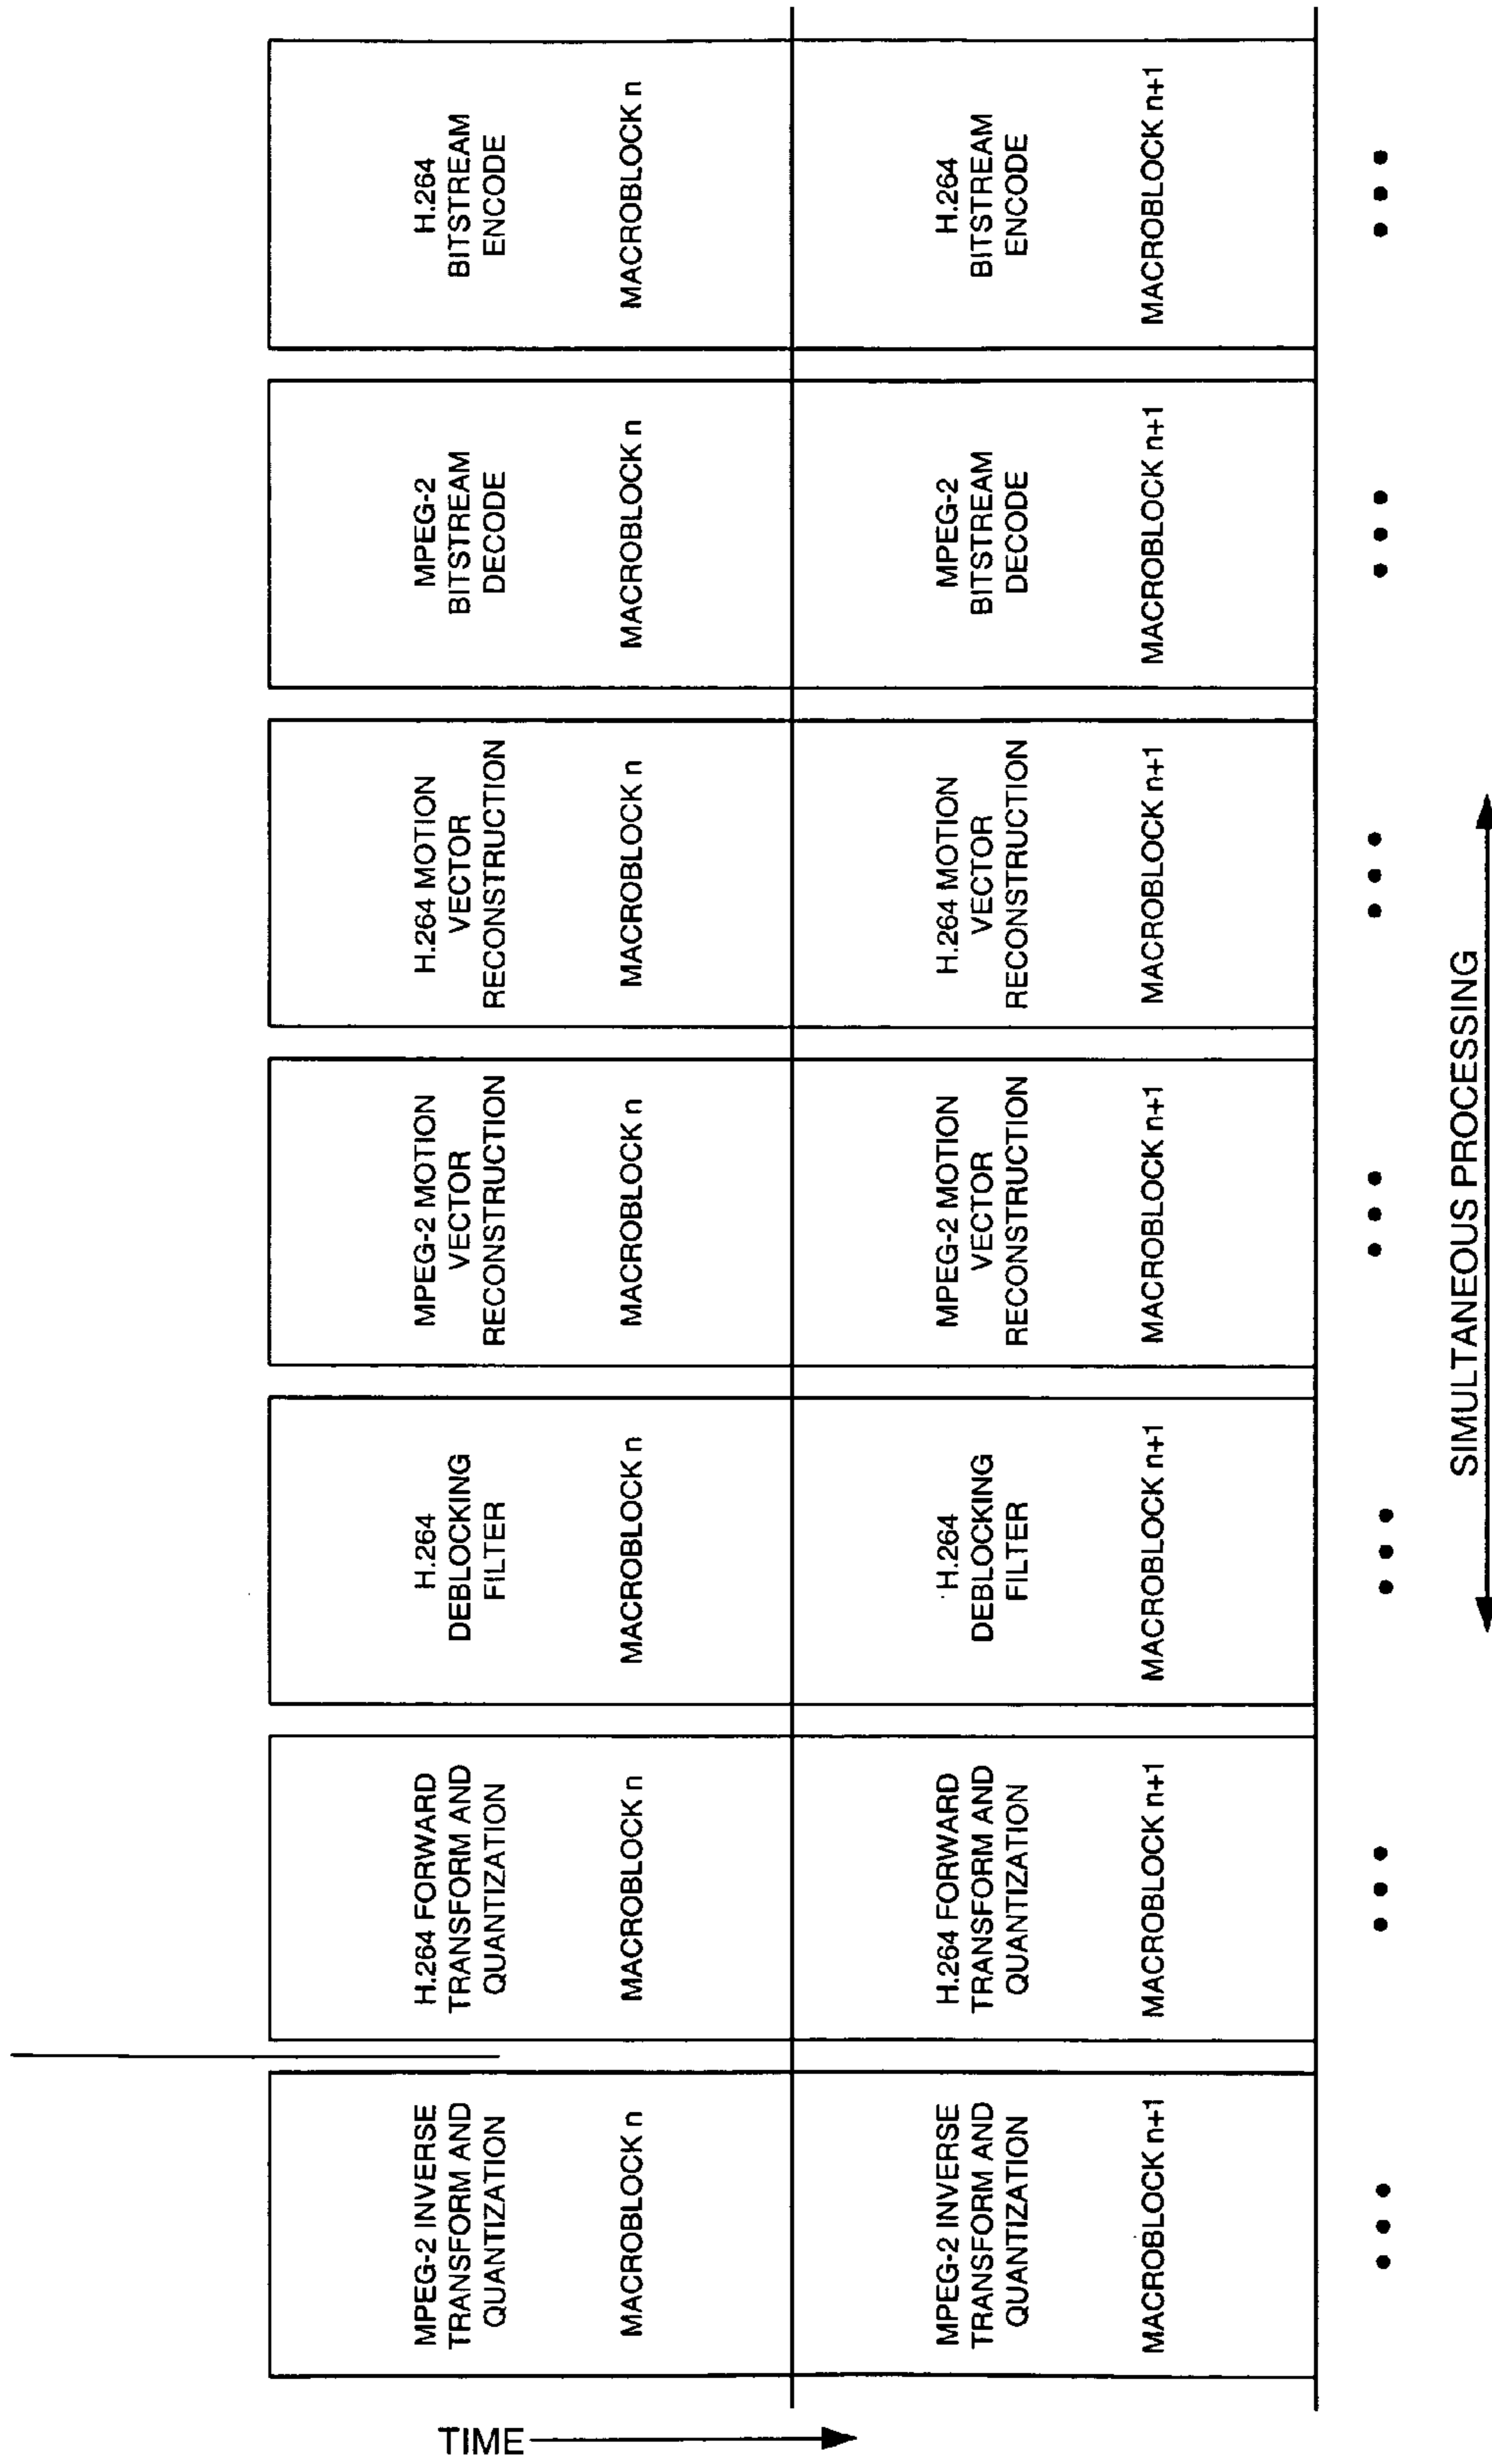 TIME
MPEG-2 INVERSE
TRANSFORM AND
QUANTIZATION
MACROBLOCK n
H.264 FORWARD
TRANSFORM AND
QUANTIZATION
MACROBLOCK n
H.264
DEBLOCKING
FILTER
MACROBLOCK n
MPEG-2 MOTION
VECTOR
RECONSTRUCTION
MACROBLOCK n
H.264 MOTION
VECTOR
RECONSTRUCTION
MACROBLOCK n
MPEG-2
BITSTREAM
DECODE
MACROBLOCK n
H.264
BITSTREAM
ENCODE
MACROBLOCK n
MPEG-2 INVERSE
TRANSFORM AND
QUANTIZATION
MACROBLOCK n+1
H.264 FORWARD
TRANSFORM AND
QUANTIZATION
MACROBLOCK n+1
H.264
DEBLOCKING
FILTER
MACROBLOCK n+1
MPEG-2 MOTION
VECTOR
RECONSTRUCTION
MACROBLOCK n+1
H.264 MOTION
VECTOR
RECONSTRUCTION
MACROBLOCK n+1
MPEG-2
BITSTREAM
DECODE
MACROBLOCK n+1
H.264
BITSTREAM
ENCODE
MACROBLOCK n+1
SIMULTANEOUS PROCESSING